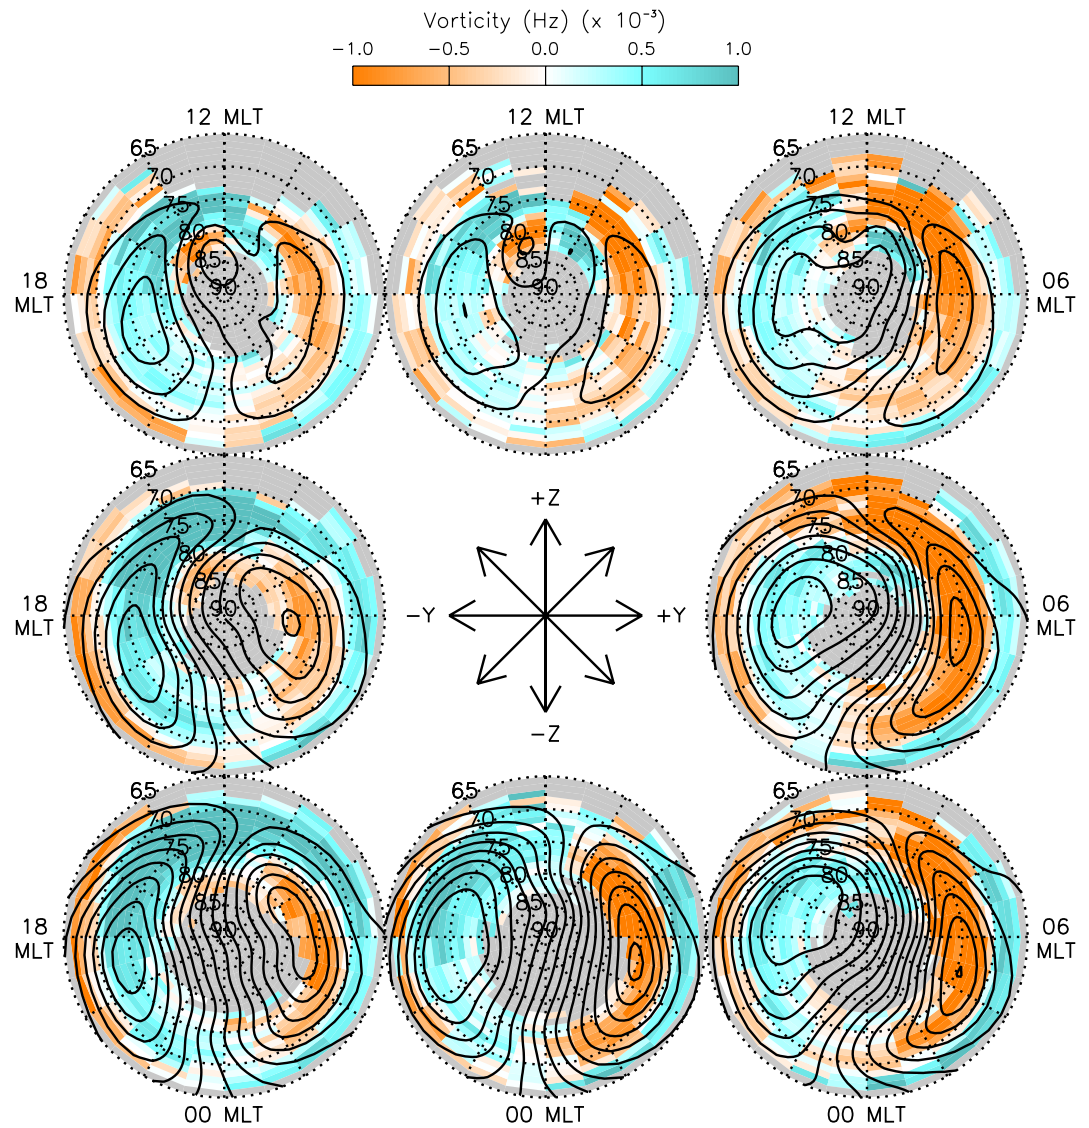 Vorticity (Hz) (x 10⁻³)
−1.0 −0.5 0.0 0.5 1.0
12 MLT 12 MLT 12 MLT
65 65 65
70 70 70
75 75 75
80 80 80
85 85 85
90 90 90
18 MLT
06 MLT
65 65
70 70
75 75
80 80
85 85
90 90
18 MLT
+Z
−Y +Y
−Z
06 MLT
65 65 65
70 70 70
75 75 75
80 80 80
85 85 85
90 90 90
18 MLT
06 MLT
00 MLT 00 MLT 00 MLT